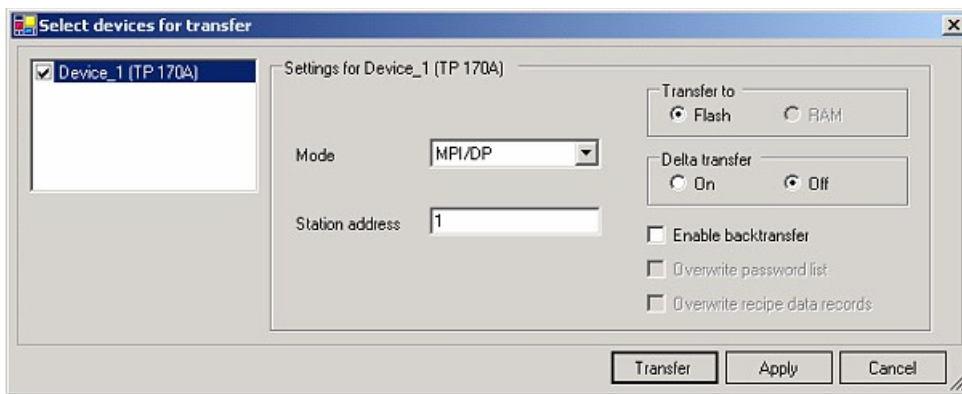 Select devices for transfer
Device_1 (TP 170A)
Settings for Device_1 (TP 170A)
Mode
MPI/DP
Station address
1
Transfer to
Flash
RAM
Delta transfer
On
Off
Enable backtransfer
Overwrite password list
Overwrite recipe data records
Transfer
Apply
Cancel